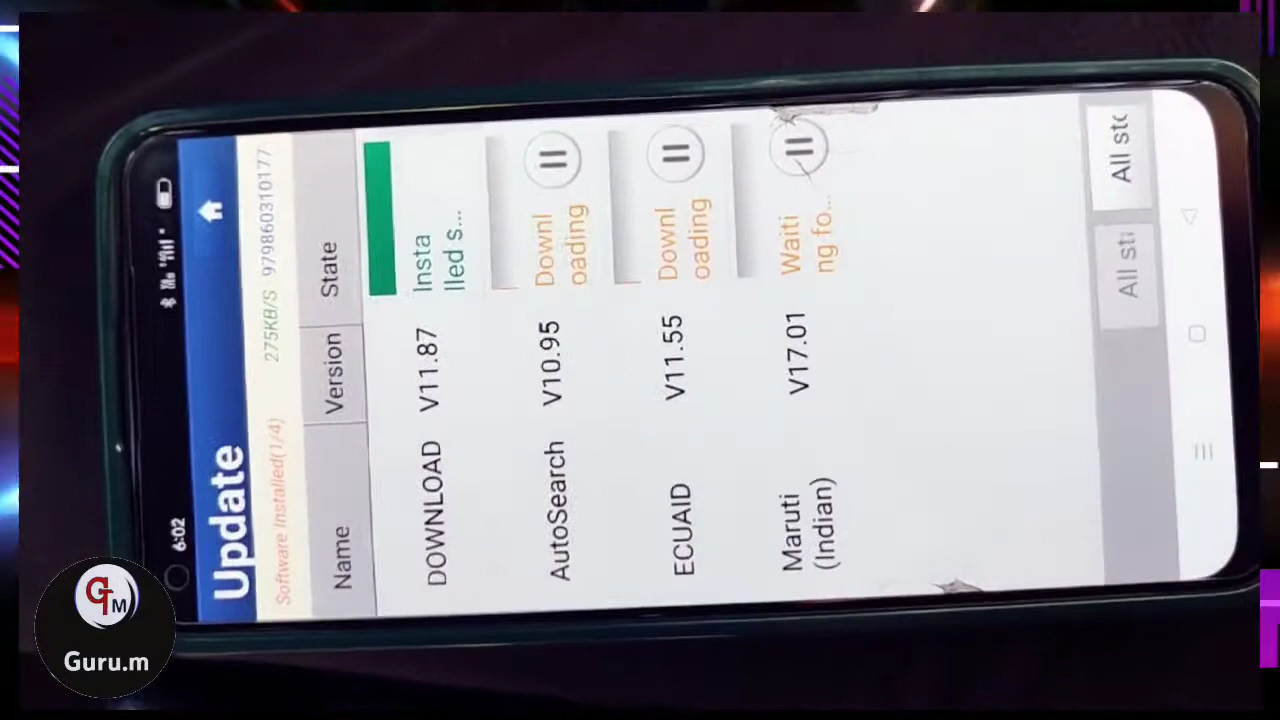 6:02
Update
Software Installed(1/4) 275KB/S 979860310177
Name Version State
DOWNLOAD V11.87 Insta
lled s...
AutoSearch V10.95 Downl
oading
ECUAID V11.55 Downl
oading
Maruti
(Indian) V17.01 Waiti
ng fo...
All st
All sto
GTM
Guru.m